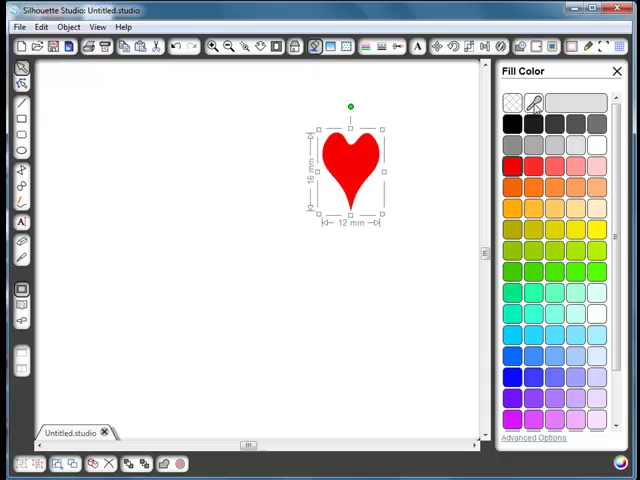 Silhouette Studio: Untitled.studio
File Edit Object View Help
Fill Color
16 mm
12 mm
Advanced Options
Untitled.studio